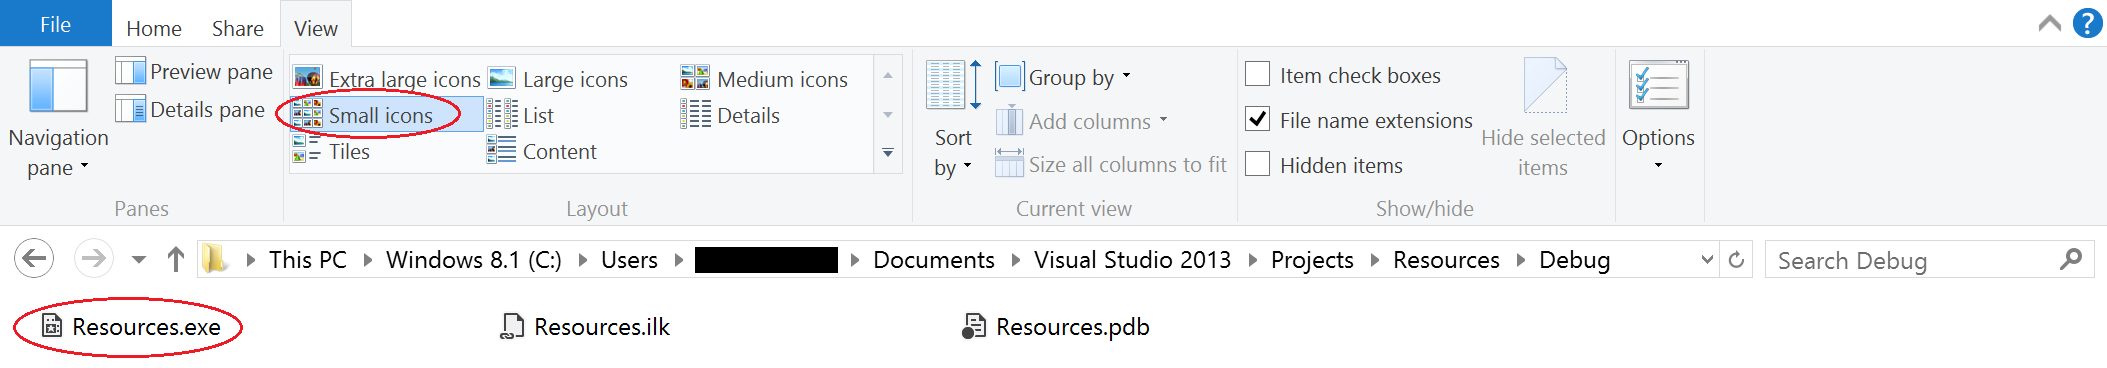 File Home Share View ?
Preview pane
Extra large icons Large icons Medium icons
Group by
Item check boxes
Details pane
Small icons List Details
Add columns
File name extensions
Navigation pane
Tiles Content
Sort by
Size all columns to fit
Hidden items
Hide selected items
Options
Panes Layout Current view Show/hide
This PC Windows 8.1 (C:) Users Documents Visual Studio 2013 Projects Resources Debug Search Debug
Resources.exe Resources.ilk Resources.pdb